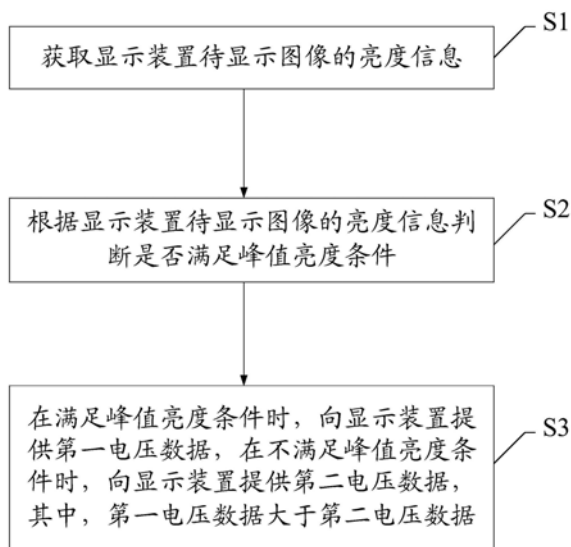 S1
获取显示装置待显示图像的亮度信息
S2
根据显示装置待显示图像的亮度信息判
断是否满足峰值亮度条件
S3
在满足峰值亮度条件时，向显示装置提
供第一电压数据，在不满足峰值亮度条
件时，向显示装置提供第二电压数据，
其中，第一电压数据大于第二电压数据